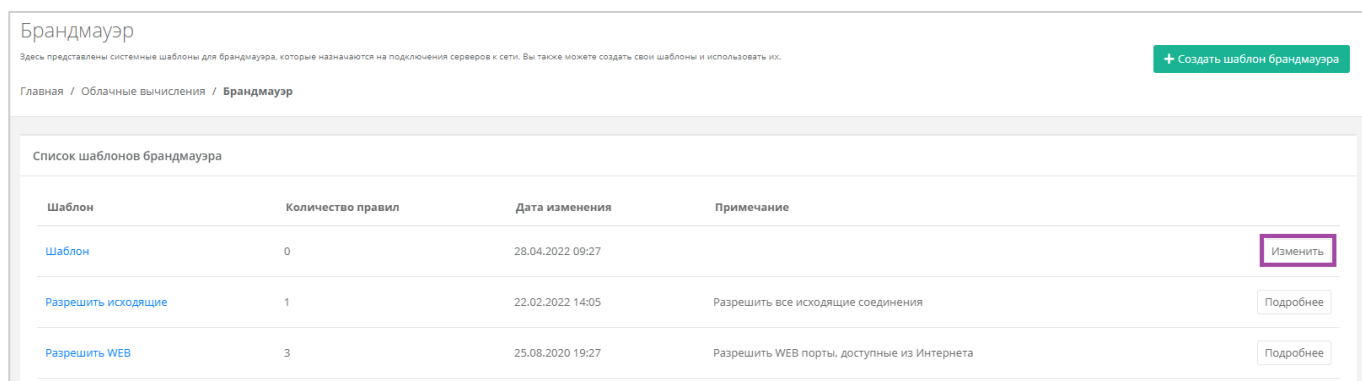 Брандмауэр
Здесь представлены системные шаблоны для брандмауэра, которые назначаются на подключения серверов к сети. Вы также можете создать свои шаблоны и использовать их.
+ Создать шаблон брандмауэра
Главная / Облачные вычисления / Брандмауэр
Список шаблонов брандмауэра
Шаблон Количество правил Дата изменения Примечание
Шаблон 0 28.04.2022 09:27 Изменить
Разрешить исходящие 1 22.02.2022 14:05 Разрешить все исходящие соединения Подробнее
Разрешить WEB 3 25.08.2020 19:27 Разрешить WEB порты, доступные из Интернета Подробнее